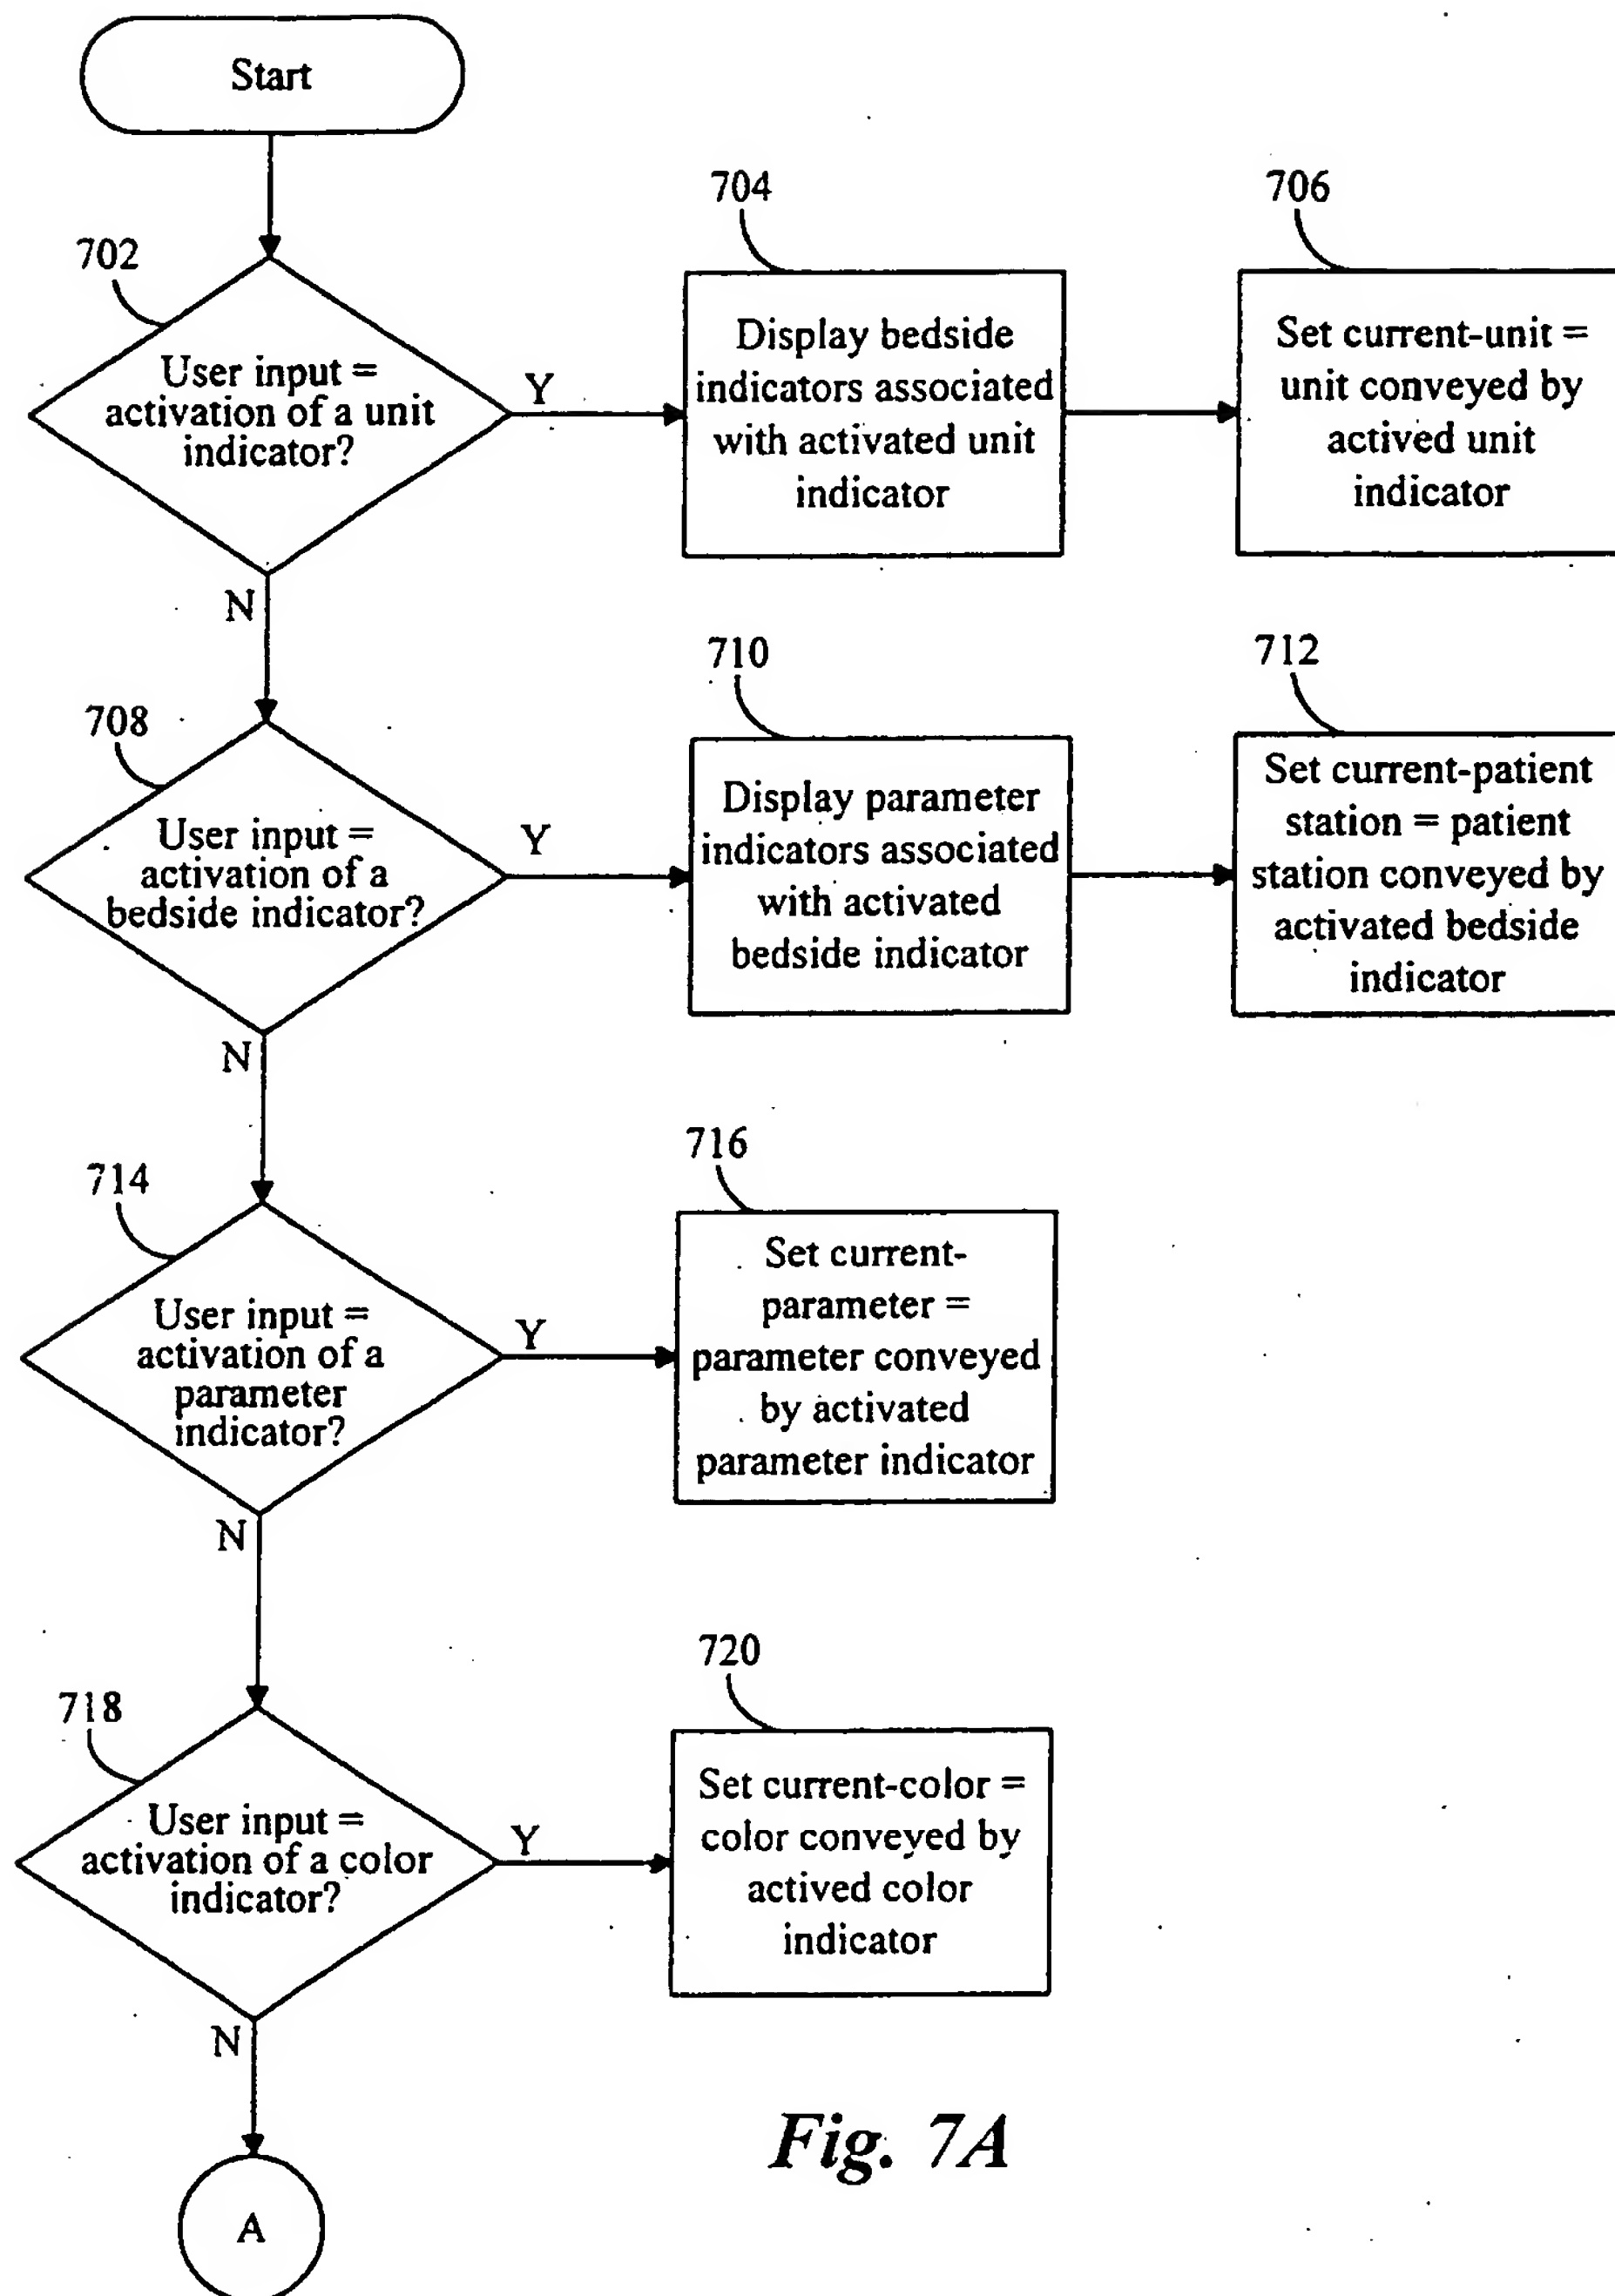 Start
702
User input =
activation of a unit
indicator?
Y
N
704
Display bedside
indicators associated
with activated unit
indicator
706
Set current-unit =
unit conveyed by
actived unit
indicator
708
User input =
activation of a
bedside indicator?
Y
N
710
Display parameter
indicators associated
with activated
bedside indicator
712
Set current-patient
station = patient
station conveyed by
activated bedside
indicator
714
User input =
activation of a
parameter
indicator?
Y
N
716
Set current-
parameter =
parameter conveyed
by activated
parameter indicator
718
User input =
activation of a color
indicator?
Y
N
720
Set current-color =
color conveyed by
actived color
indicator
A
Fig. 7A